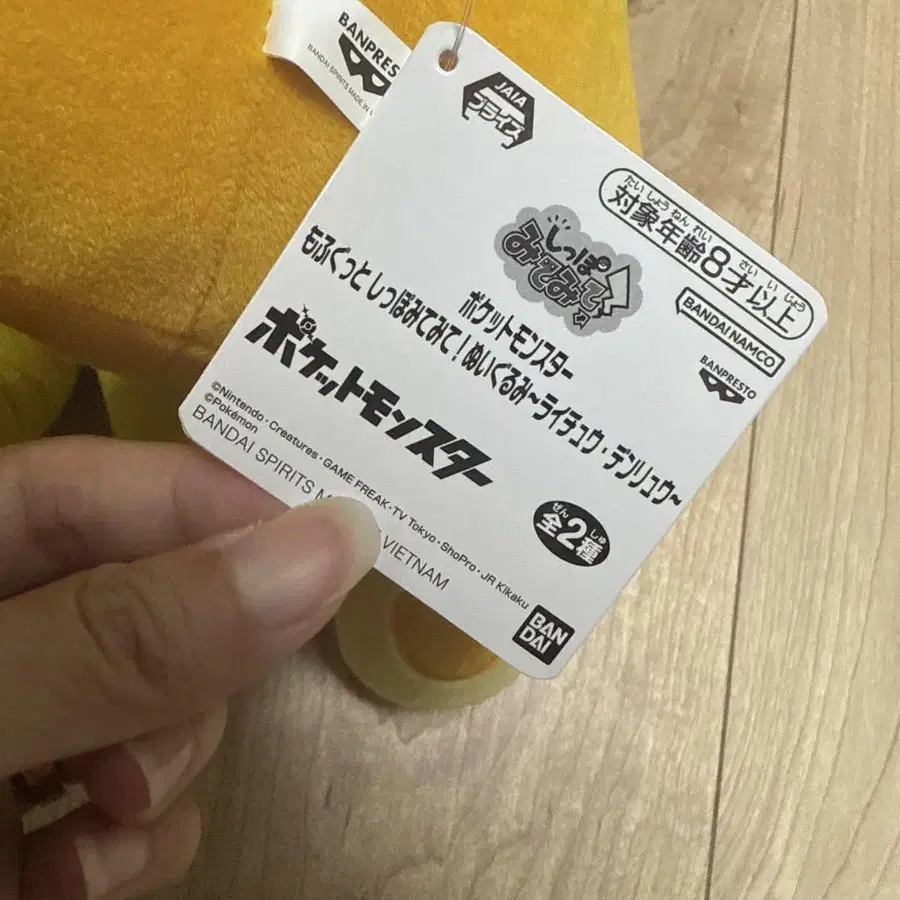 BANPRESTO
BANDAI SPIRITS MADE IN
JAIA
プライズ
たいしょうねんれい さいいじょう
対象年齢8才以上
しっぽ
みてみて
BANDAI NAMCO
BANPRESTO
ポケットモンスター
もふぐっと しっぽみてみて!ぬいぐるみ~ライチュウ・デンリュウ~
ポケットモンスター
ぜん しゅ
全2種
©Nintendo・Creatures・GAME FREAK・TV Tokyo・ShoPro・JR Kikaku
©Pokémon
BANDAI SPIRITS VIETNAM
BAN
DAI